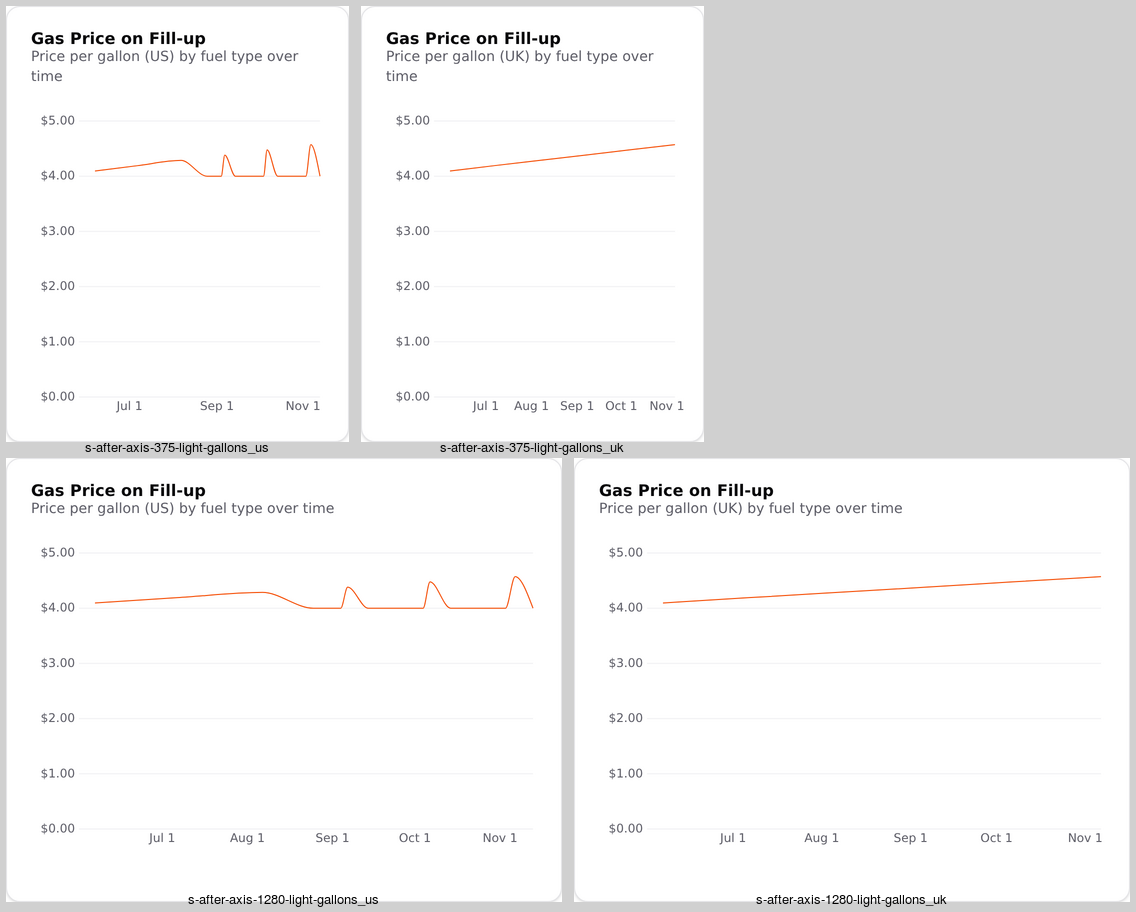 Gas Price on Fill-up
Price per gallon (US) by fuel type over
time
$5.00
$4.00
$3.00
$2.00
$1.00
$0.00
Jul 1 Sep 1 Nov 1
s-after-axis-375-light-gallons_us
Gas Price on Fill-up
Price per gallon (UK) by fuel type over
time
$5.00
$4.00
$3.00
$2.00
$1.00
$0.00
Jul 1 Aug 1 Sep 1 Oct 1 Nov 1
s-after-axis-375-light-gallons_uk
Gas Price on Fill-up
Price per gallon (US) by fuel type over time
$5.00
$4.00
$3.00
$2.00
$1.00
$0.00
Jul 1 Aug 1 Sep 1 Oct 1 Nov 1
s-after-axis-1280-light-gallons_us
Gas Price on Fill-up
Price per gallon (UK) by fuel type over time
$5.00
$4.00
$3.00
$2.00
$1.00
$0.00
Jul 1 Aug 1 Sep 1 Oct 1 Nov 1
s-after-axis-1280-light-gallons_uk